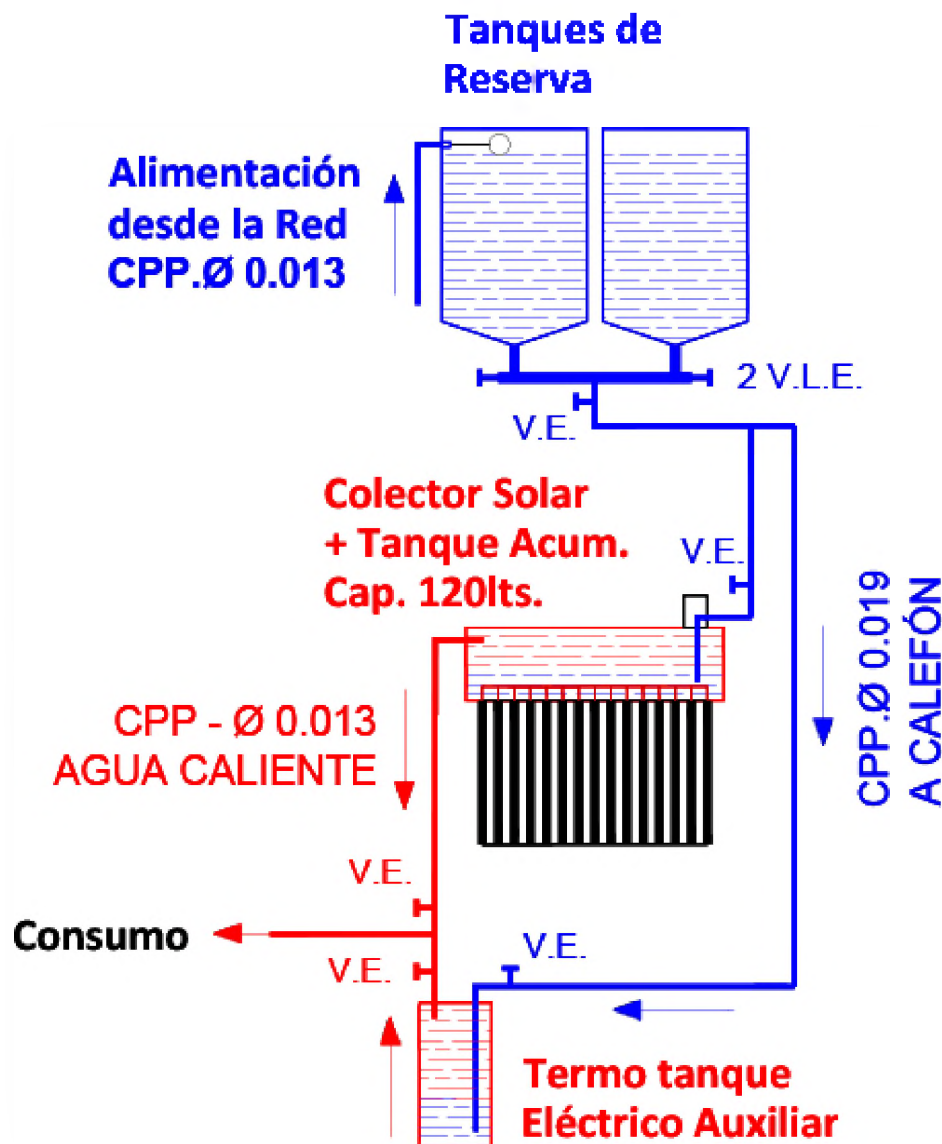 Tanques de
Reserva
Alimentación
desde la Red
CPP.Ø 0.013
2 V.L.E.
V.E.
Colector Solar
+ Tanque Acum.
Cap. 120lts.
V.E.
CPP.Ø 0.019
A CALEFÓN
CPP - Ø 0.013
AGUA CALIENTE
V.E.
Consumo
V.E.
V.E.
Termo tanque
Eléctrico Auxiliar